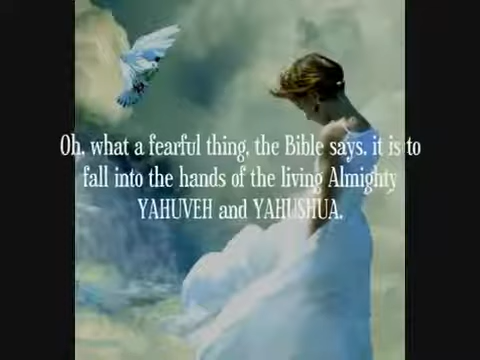 Oh, what a fearful thing, the Bible says, it is to
fall into the hands of the living Almighty
YAHUVEH and YAHUSHUA.